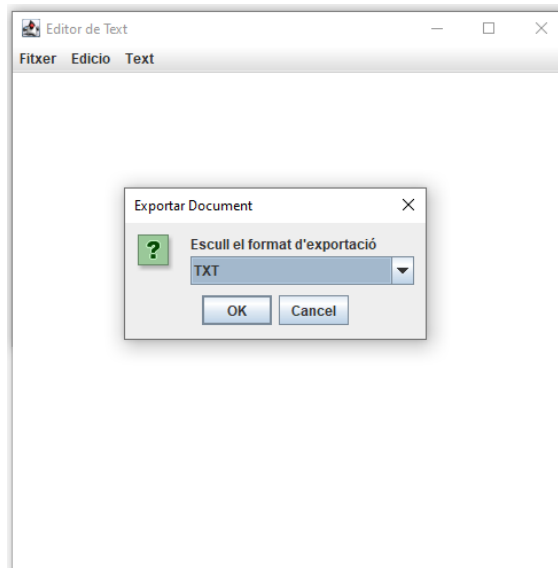 Editor de Text
Fitxer Edicio Text
Exportar Document
?
Escull el format d'exportació
TXT
OK Cancel